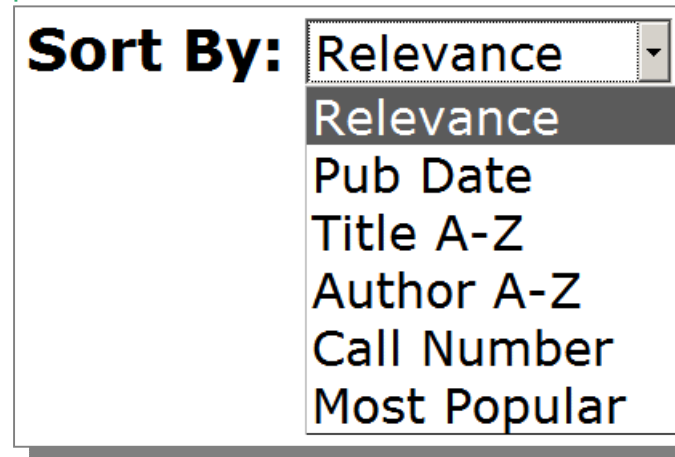 Sort By: Relevance
Relevance
Pub Date
Title A-Z
Author A-Z
Call Number
Most Popular